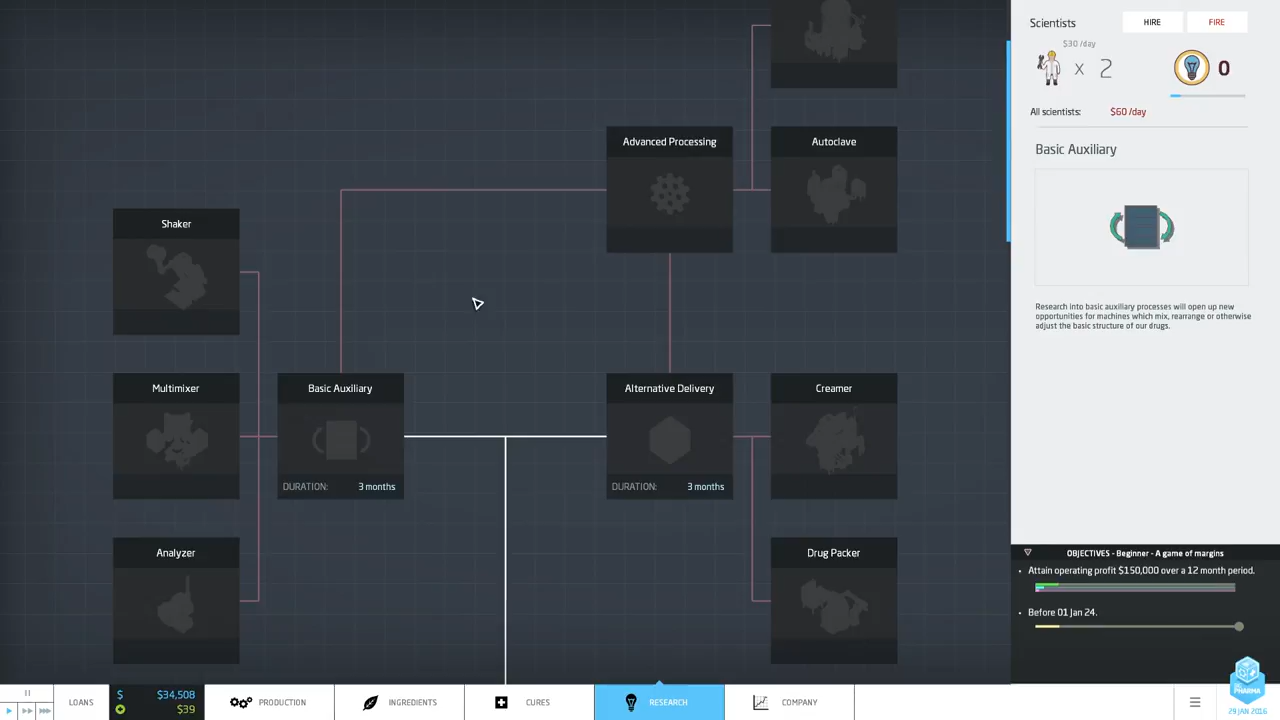 Scientists
HIRE
FIRE
$30 /day
x 2
0
All scientists:
$60 /day
Basic Auxiliary
Research into basic auxiliary processes will open up new
opportunities for machines which mix, rearrange or otherwise
adjust the basic structure of our drugs.
Advanced Processing
Autoclave
Shaker
Multimixer
Basic Auxiliary
DURATION: 3 months
Alternative Delivery
DURATION: 3 months
Creamer
Analyzer
Drug Packer
OBJECTIVES - Beginner - A game of margins
• Attain operating profit $150,000 over a 12 month period.
• Before 01 Jan 24.
LOANS
$ $34,508
$39
PRODUCTION
INGREDIENTS
CURES
RESEARCH
COMPANY
BIG
PHARMA
29 JAN 2016